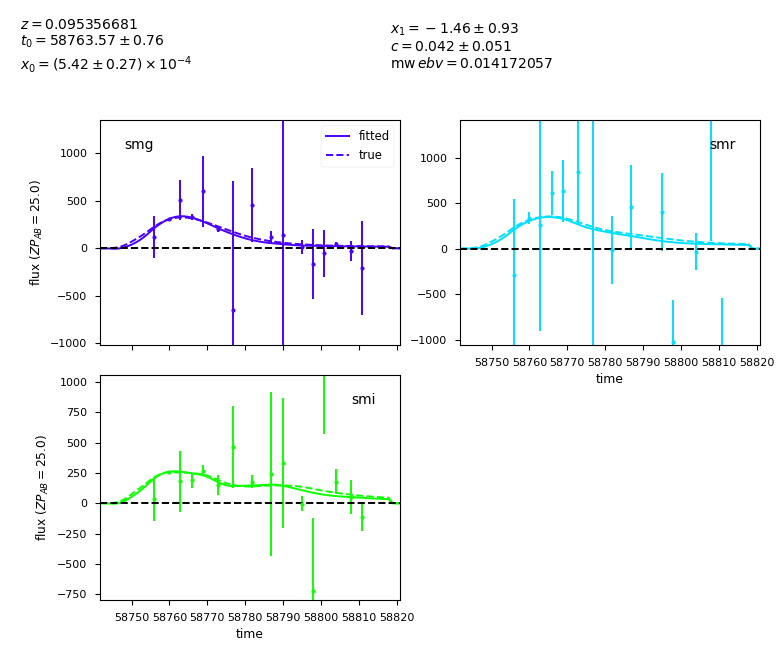 z = 0.095356681
t0 = 58763.57 ± 0.76
x0 = (5.42 ± 0.27) × 10^−4
x1 = −1.46 ± 0.93
c = 0.042 ± 0.051
mw ebv = 0.014172057
smg
fitted
true
1000
500
0
−500
−1000
flux (ZP_AB = 25.0)
smr
1000
500
0
−500
−1000
58750 58760 58770 58780 58790 58800 58810 58820
time
smi
1000
750
500
250
0
−250
−500
−750
flux (ZP_AB = 25.0)
58750 58760 58770 58780 58790 58800 58810 58820
time